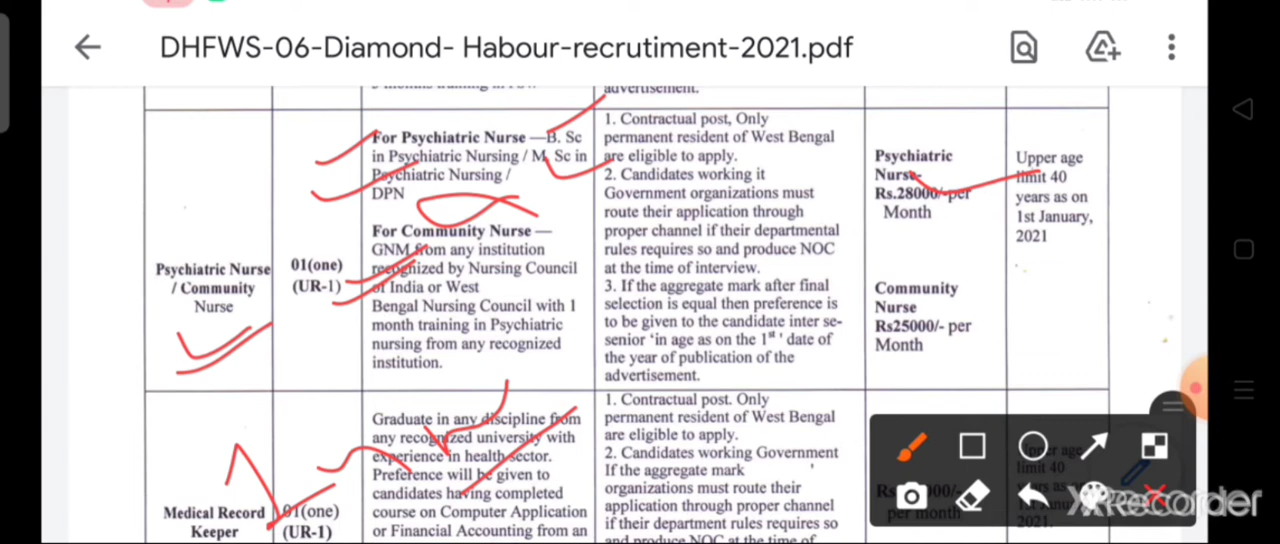 DHFWS-06-Diamond- Habour-recrutiment-2021.pdf
advertisement.
For Psychiatric Nurse —B. Sc
in Psychiatric Nursing / M. Sc in
Psychiatric Nursing /
DPN
For Community Nurse —
GNM from any institution
recognized by Nursing Council
of India or West
Bengal Nursing Council with 1
month training in Psychiatric
nursing from any recognized
institution.
Psychiatric Nurse
/ Community
Nurse
01(one)
(UR-1)
1. Contractual post, Only
permanent resident of West Bengal
are eligible to apply.
2. Candidates working it
Government organizations must
route their application through
proper channel if their departmental
rules requires so and produce NOC
at the time of interview.
3. If the aggregate mark after final
selection is equal then preference is
to be given to the candidate inter se-
senior 'in age as on the 1st' date of
the year of publication of the
advertisement.
Psychiatric
Nurse-
Rs.28000/-per
Month
Community
Nurse
Rs25000/- per
Month
Upper age
limit 40
years as on
1st January,
2021
Medical Record
Keeper
01(one)
(UR-1)
Graduate in any discipline from
any recognized university with
experience in health sector.
Preference will be given to
candidates having completed
course on Computer Application
or Financial Accounting from an
1. Contractual post. Only
permanent resident of West Bengal
are eligible to apply.
2. Candidates working Government
If the aggregate mark
organizations must route their
application through proper channel
if their department rules requires so
and produce NOC at the time of
per month
limit 40
2021.
XRecorder